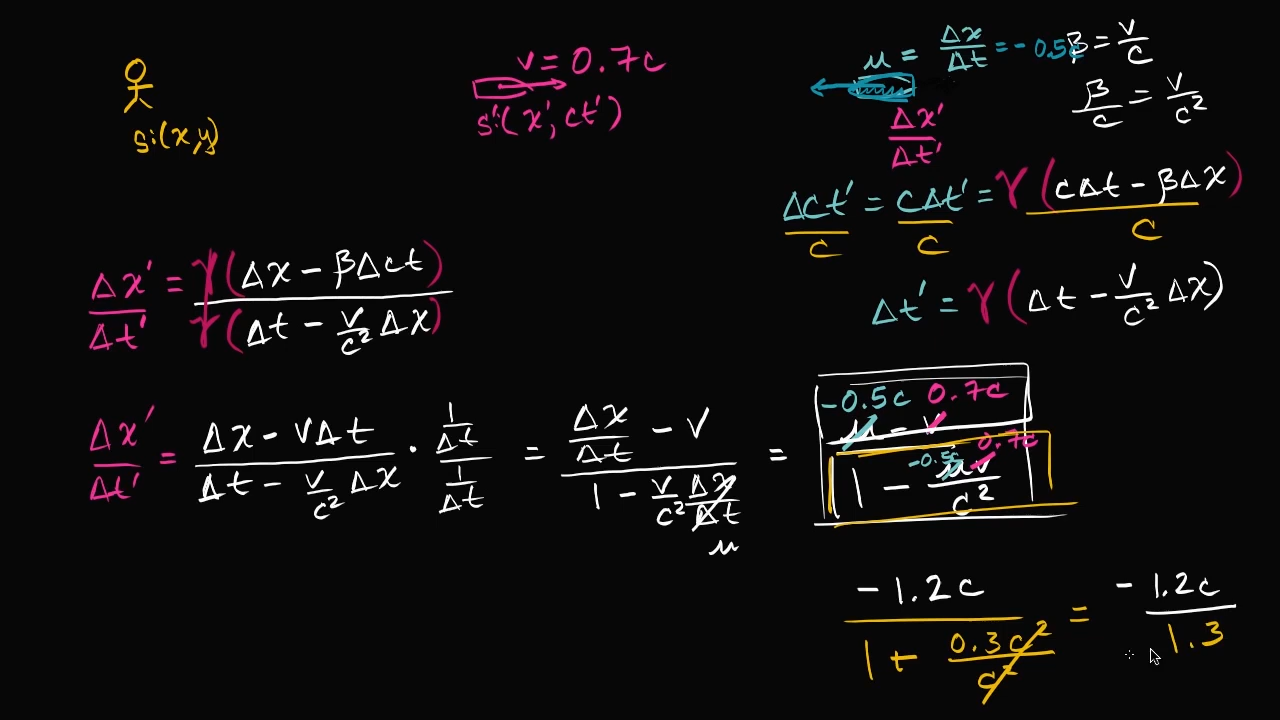 v = 0.7c
s'(x', ct')
s(x,y)
u = Δx/Δt = -0.5c
β = v/c
β/c = v/c²
Δx'/Δt'
Δct'/c = cΔt'/c = γ(cΔt - βΔx)/c
Δt' = γ(Δt - v/c² Δx)
Δx'/Δt' = γ(Δx - βΔct)/γ(Δt - v/c² Δx)
Δx'/Δt' = (Δx - vΔt)/(Δt - v/c² Δx) · (1/Δt)/(1/Δt) = (Δx/Δt - v)/(1 - v/c² Δx/Δt) = (u - v)/(1 - uv/c²)
-0.5c 0.7c
-0.5c 0.7c
u
-1.2c/(1 + 0.3c²/c²) = -1.2c/1.3